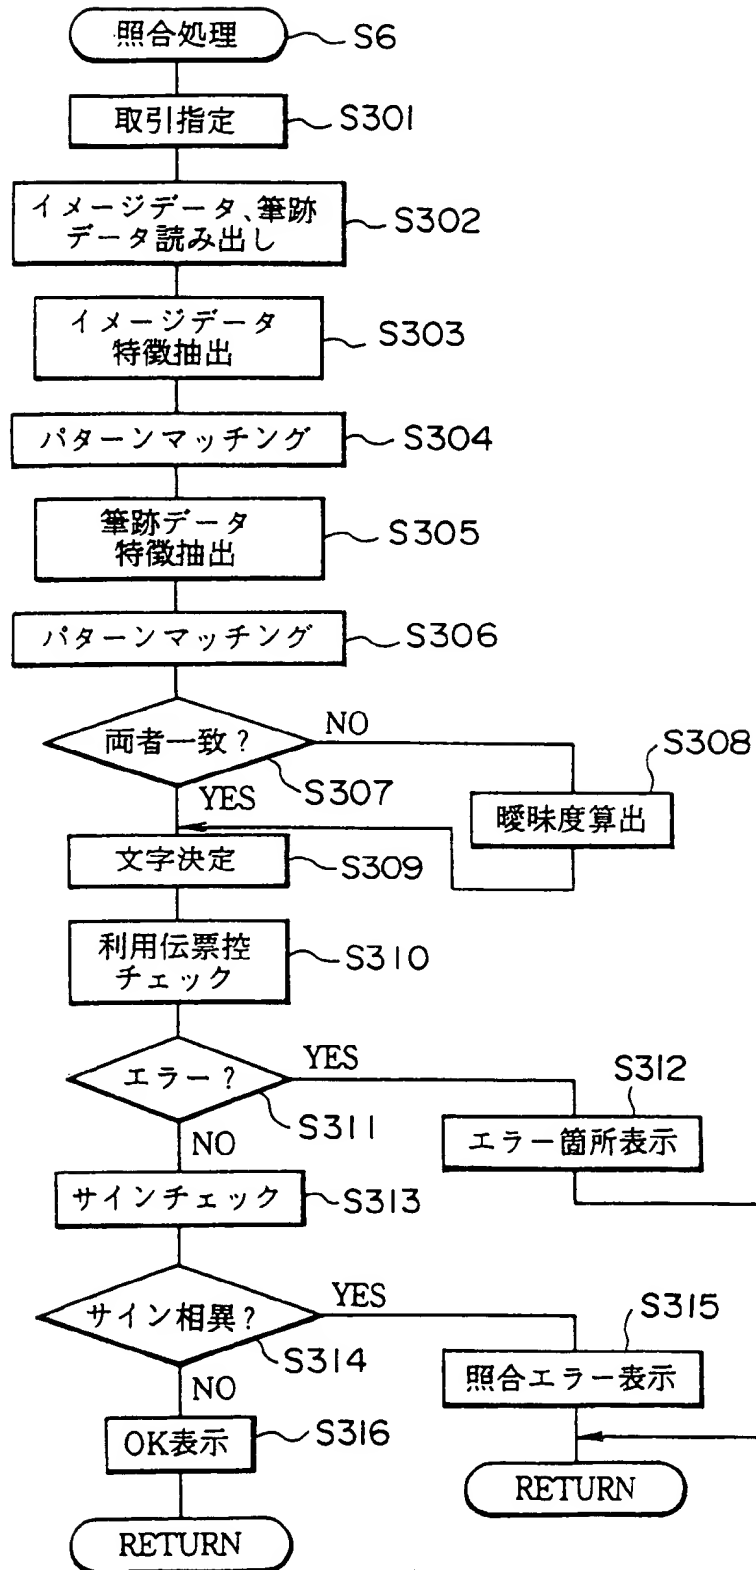 照合処理
S6
取引指定
S301
イメージデータ、筆跡
データ読み出し
S302
イメージデータ
特徴抽出
S303
パターンマッチング
S304
筆跡データ
特徴抽出
S305
パターンマッチング
S306
両者一致?
NO
S307
YES
S308
曖昧度算出
文字決定
S309
利用伝票控
チェック
S310
エラー?
YES
S311
NO
S312
エラー箇所表示
サインチェック
S313
サイン相異?
YES
S314
NO
S315
照合エラー表示
OK表示
S316
RETURN
RETURN